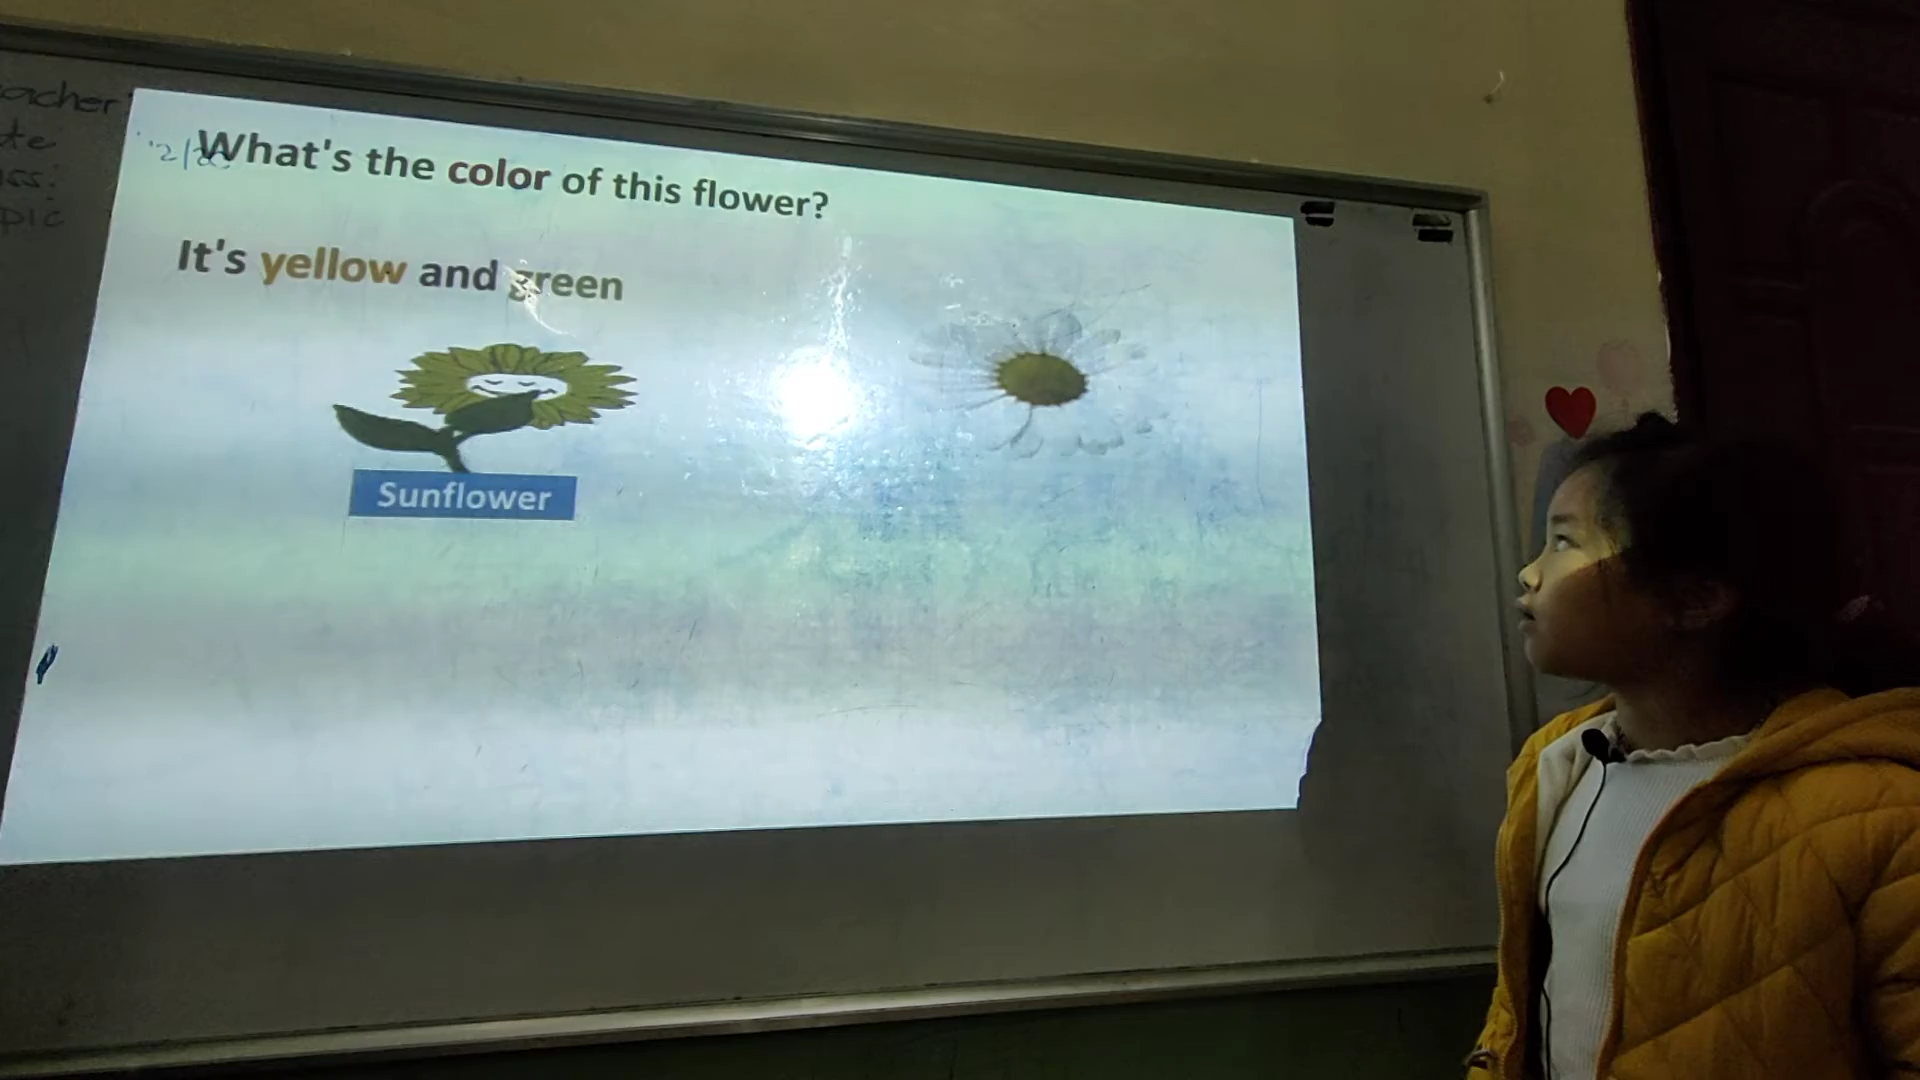 What's the color of this flower?
It's yellow and green
Sunflower